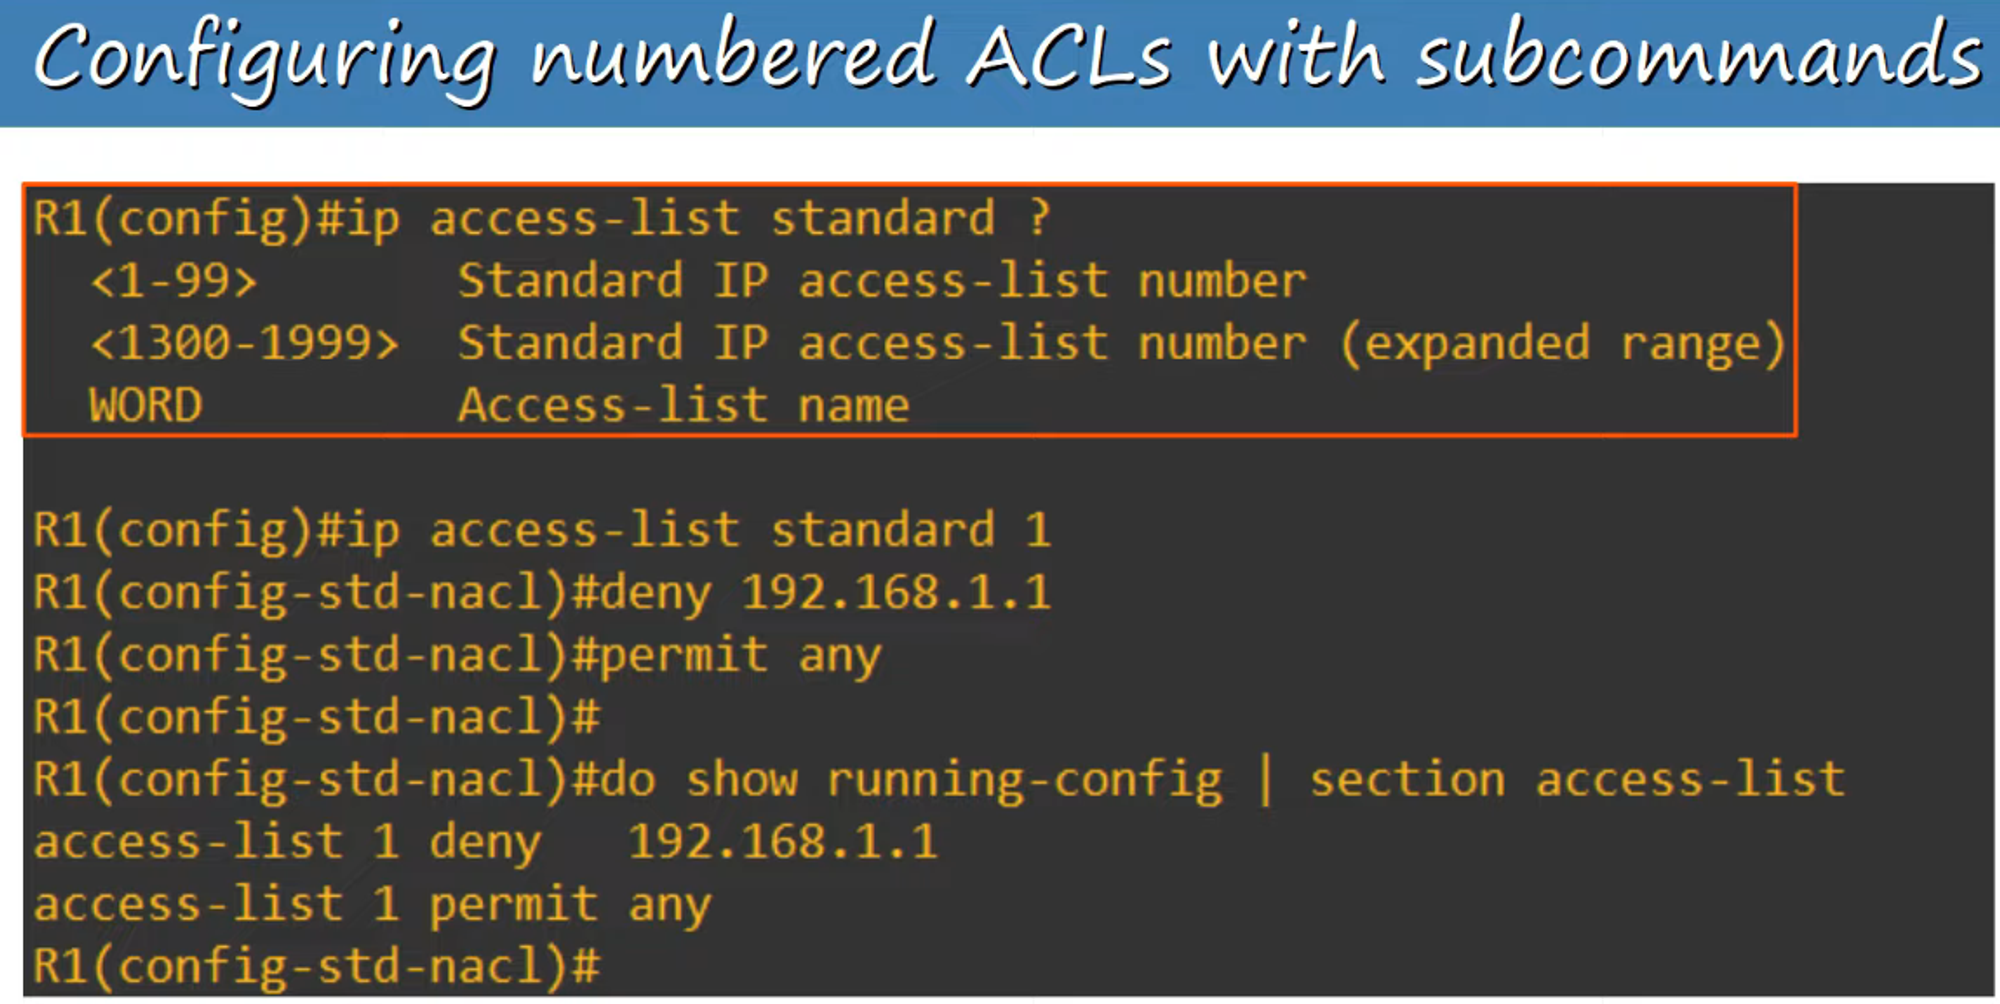 Configuring numbered ACLs with subcommands
R1(config)#ip access-list standard ?
<1-99> Standard IP access-list number
<1300-1999> Standard IP access-list number (expanded range)
WORD Access-list name
R1(config)#ip access-list standard 1
R1(config-std-nacl)#deny 192.168.1.1
R1(config-std-nacl)#permit any
R1(config-std-nacl)#
R1(config-std-nacl)#do show running-config | section access-list
access-list 1 deny 192.168.1.1
access-list 1 permit any
R1(config-std-nacl)#